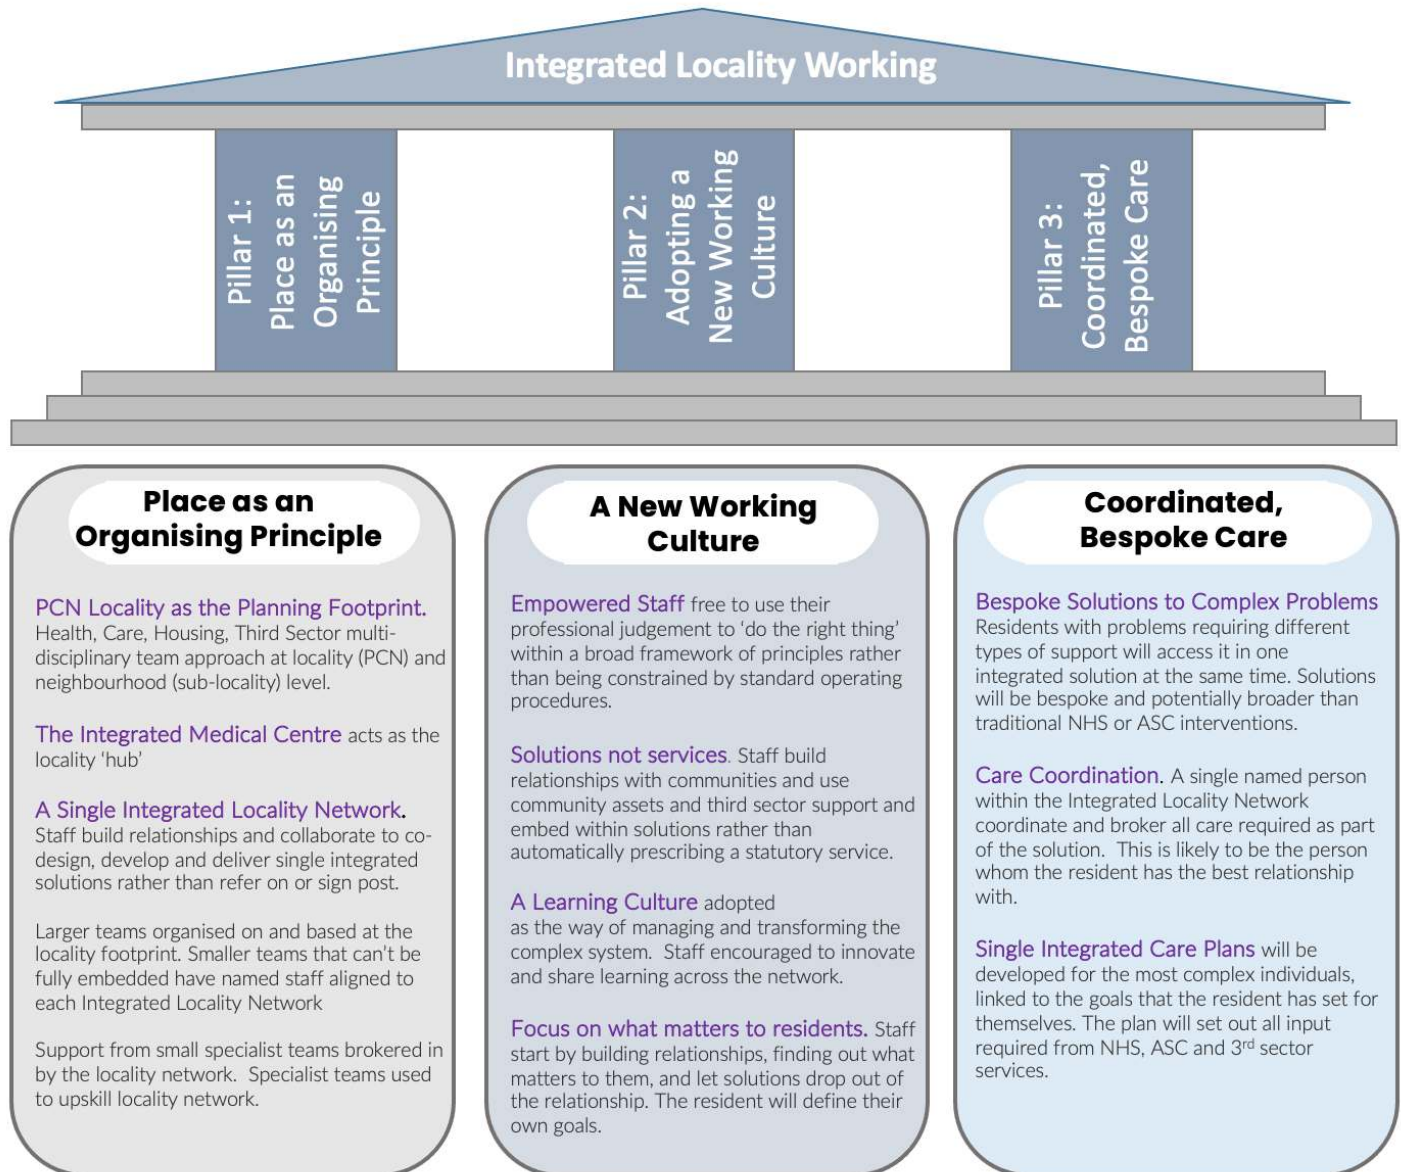 Integrated Locality Working
Pillar 1:
Place as an
Organising
Principle
Pillar 2:
Adopting a
New Working
Culture
Pillar 3:
Coordinated,
Bespoke Care
Place as an
Organising Principle
PCN Locality as the Planning Footprint.
Health, Care, Housing, Third Sector multi-
disciplinary team approach at locality (PCN) and
neighbourhood (sub-locality) level.
The Integrated Medical Centre acts as the
locality ‘hub’
A Single Integrated Locality Network.
Staff build relationships and collaborate to co-
design, develop and deliver single integrated
solutions rather than refer on or sign post.
Larger teams organised on and based at the
locality footprint. Smaller teams that can’t be
fully embedded have named staff aligned to
each Integrated Locality Network
Support from small specialist teams brokered in
by the locality network. Specialist teams used
to upskill locality network.
A New Working
Culture
Empowered Staff free to use their
professional judgement to ‘do the right thing’
within a broad framework of principles rather
than being constrained by standard operating
procedures.
Solutions not services. Staff build
relationships with communities and use
community assets and third sector support and
embed within solutions rather than
automatically prescribing a statutory service.
A Learning Culture adopted
as the way of managing and transforming the
complex system. Staff encouraged to innovate
and share learning across the network.
Focus on what matters to residents. Staff
start by building relationships, finding out what
matters to them, and let solutions drop out of
the relationship. The resident will define their
own goals.
Coordinated,
Bespoke Care
Bespoke Solutions to Complex Problems
Residents with problems requiring different
types of support will access it in one
integrated solution at the same time. Solutions
will be bespoke and potentially broader than
traditional NHS or ASC interventions.
Care Coordination. A single named person
within the Integrated Locality Network
coordinate and broker all care required as part
of the solution. This is likely to be the person
whom the resident has the best relationship
with.
Single Integrated Care Plans will be
developed for the most complex individuals,
linked to the goals that the resident has set for
themselves. The plan will set out all input
required from NHS, ASC and 3rd sector
services.